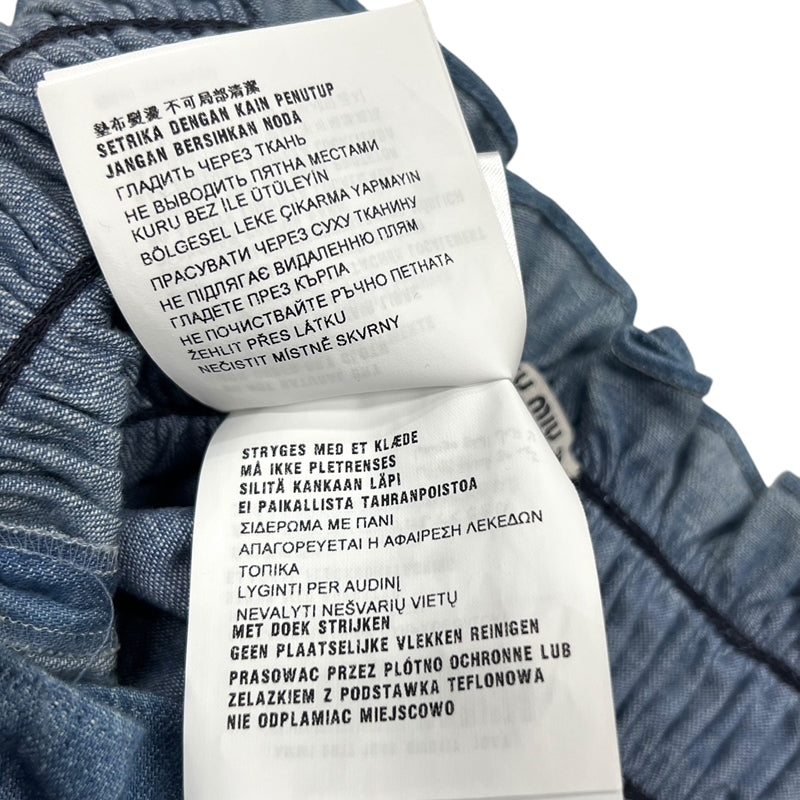 墊布熨燙 不可局部清潔
SETRIKA DENGAN KAIN PENUTUP
JANGAN BERSIHKAN NODA
ГЛАДИТЬ ЧЕРЕЗ ТКАНЬ
НЕ ВЫВОДИТЬ ПЯТНА МЕСТАМИ
KURU BEZ İLE ÜTÜLEYİN
BÖLGESEL LEKE ÇIKARMA YAPMAYIN
ПРАСУВАТИ ЧЕРЕЗ СУХУ ТКАНИНУ
НЕ ПІДЛЯГАЄ ВИДАЛЕННЮ ПЛЯМ
ГЛАДЕТЕ ПРЕЗ КЪРПА
НЕ ПОЧИСТВАЙТЕ РЪЧНО ПЕТНАТА
ŽEHLIT PŘES LÁTKU
NEČISTIT MÍSTNĚ SKVRNY
STRYGES MED ET KLÆDE
MÅ IKKE PLETRENSES
SILITÄ KANKAAN LÄPI
EI PAIKALLISTA TAHRANPOISTOA
ΣΙΔΕΡΩΜΑ ΜΕ ΠΑΝΙ
ΑΠΑΓΟΡΕΥΕΤΑΙ Η ΑΦΑΙΡΕΣΗ ΛΕΚΕΔΩΝ
ΤΟΠΙΚΑ
LYGINTI PER AUDINĮ
NEVALYTI NEŠVARIŲ VIETŲ
MET DOEK STRIJKEN
GEEN PLAATSELIJKE VLEKKEN REINIGEN
PRASOWAC PRZEZ PLÓTNO OCHRONNE LUB
ZELAZKIEM Z PODSTAWKA TEFLONOWA
NIE ODPLAMIAC MIEJSCOWO
MIU